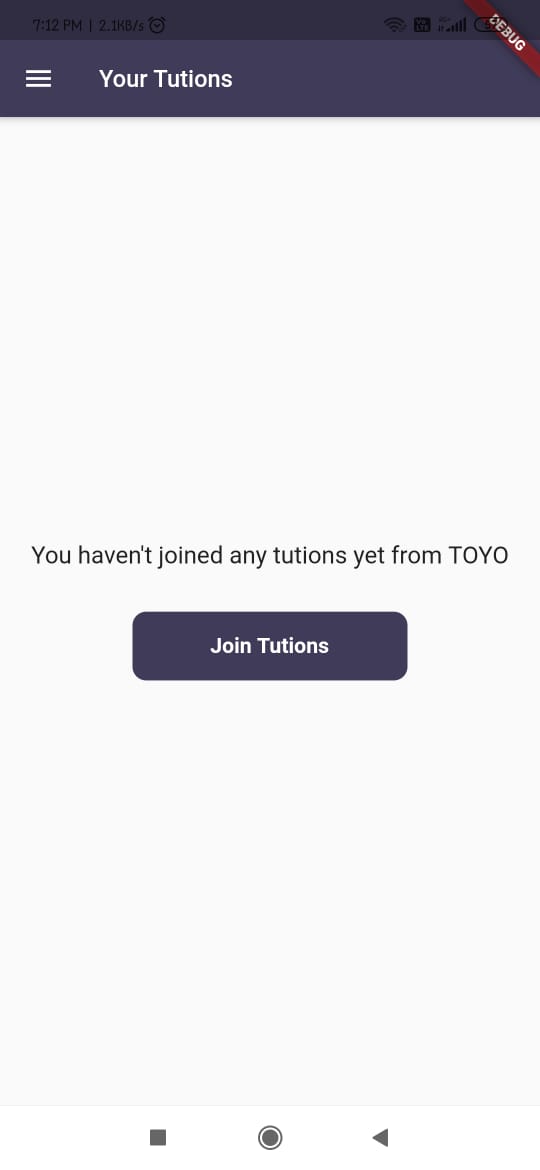 7:12 PM | 2.1KB/s
DEBUG
Your Tutions
You haven't joined any tutions yet from TOYO
Join Tutions